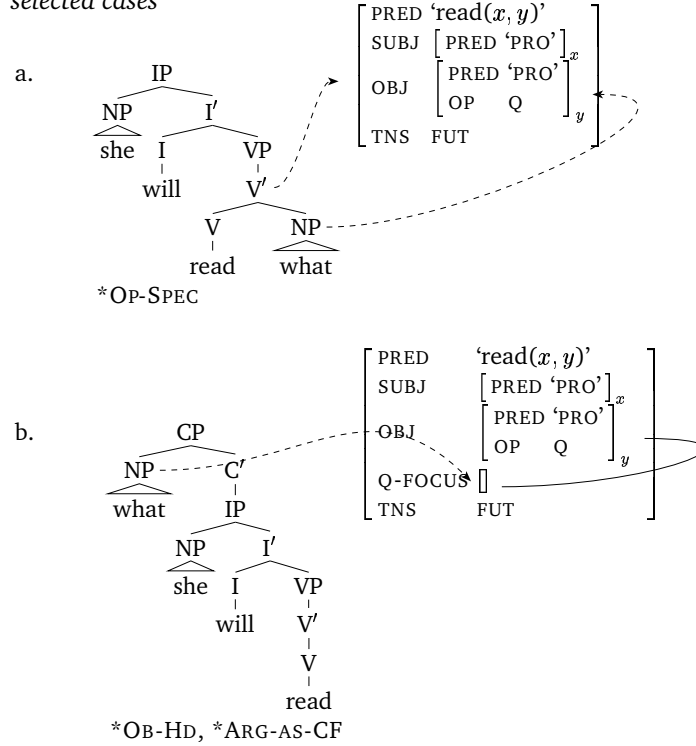 selected cases
a.
IP
NP I′
she I VP
will V′
V NP
read what
PRED ‘read(x, y)’
SUBJ [PRED ‘PRO’]x
OBJ [PRED ‘PRO’
OP Q]y
TNS FUT
*OP-SPEC
b.
CP
NP C′
what IP
NP I′
she I VP
will V′
V
read
PRED ‘read(x, y)’
SUBJ [PRED ‘PRO’]x
OBJ [PRED ‘PRO’
OP Q]y
Q-FOCUS []
TNS FUT
*OB-HD, *ARG-AS-CF